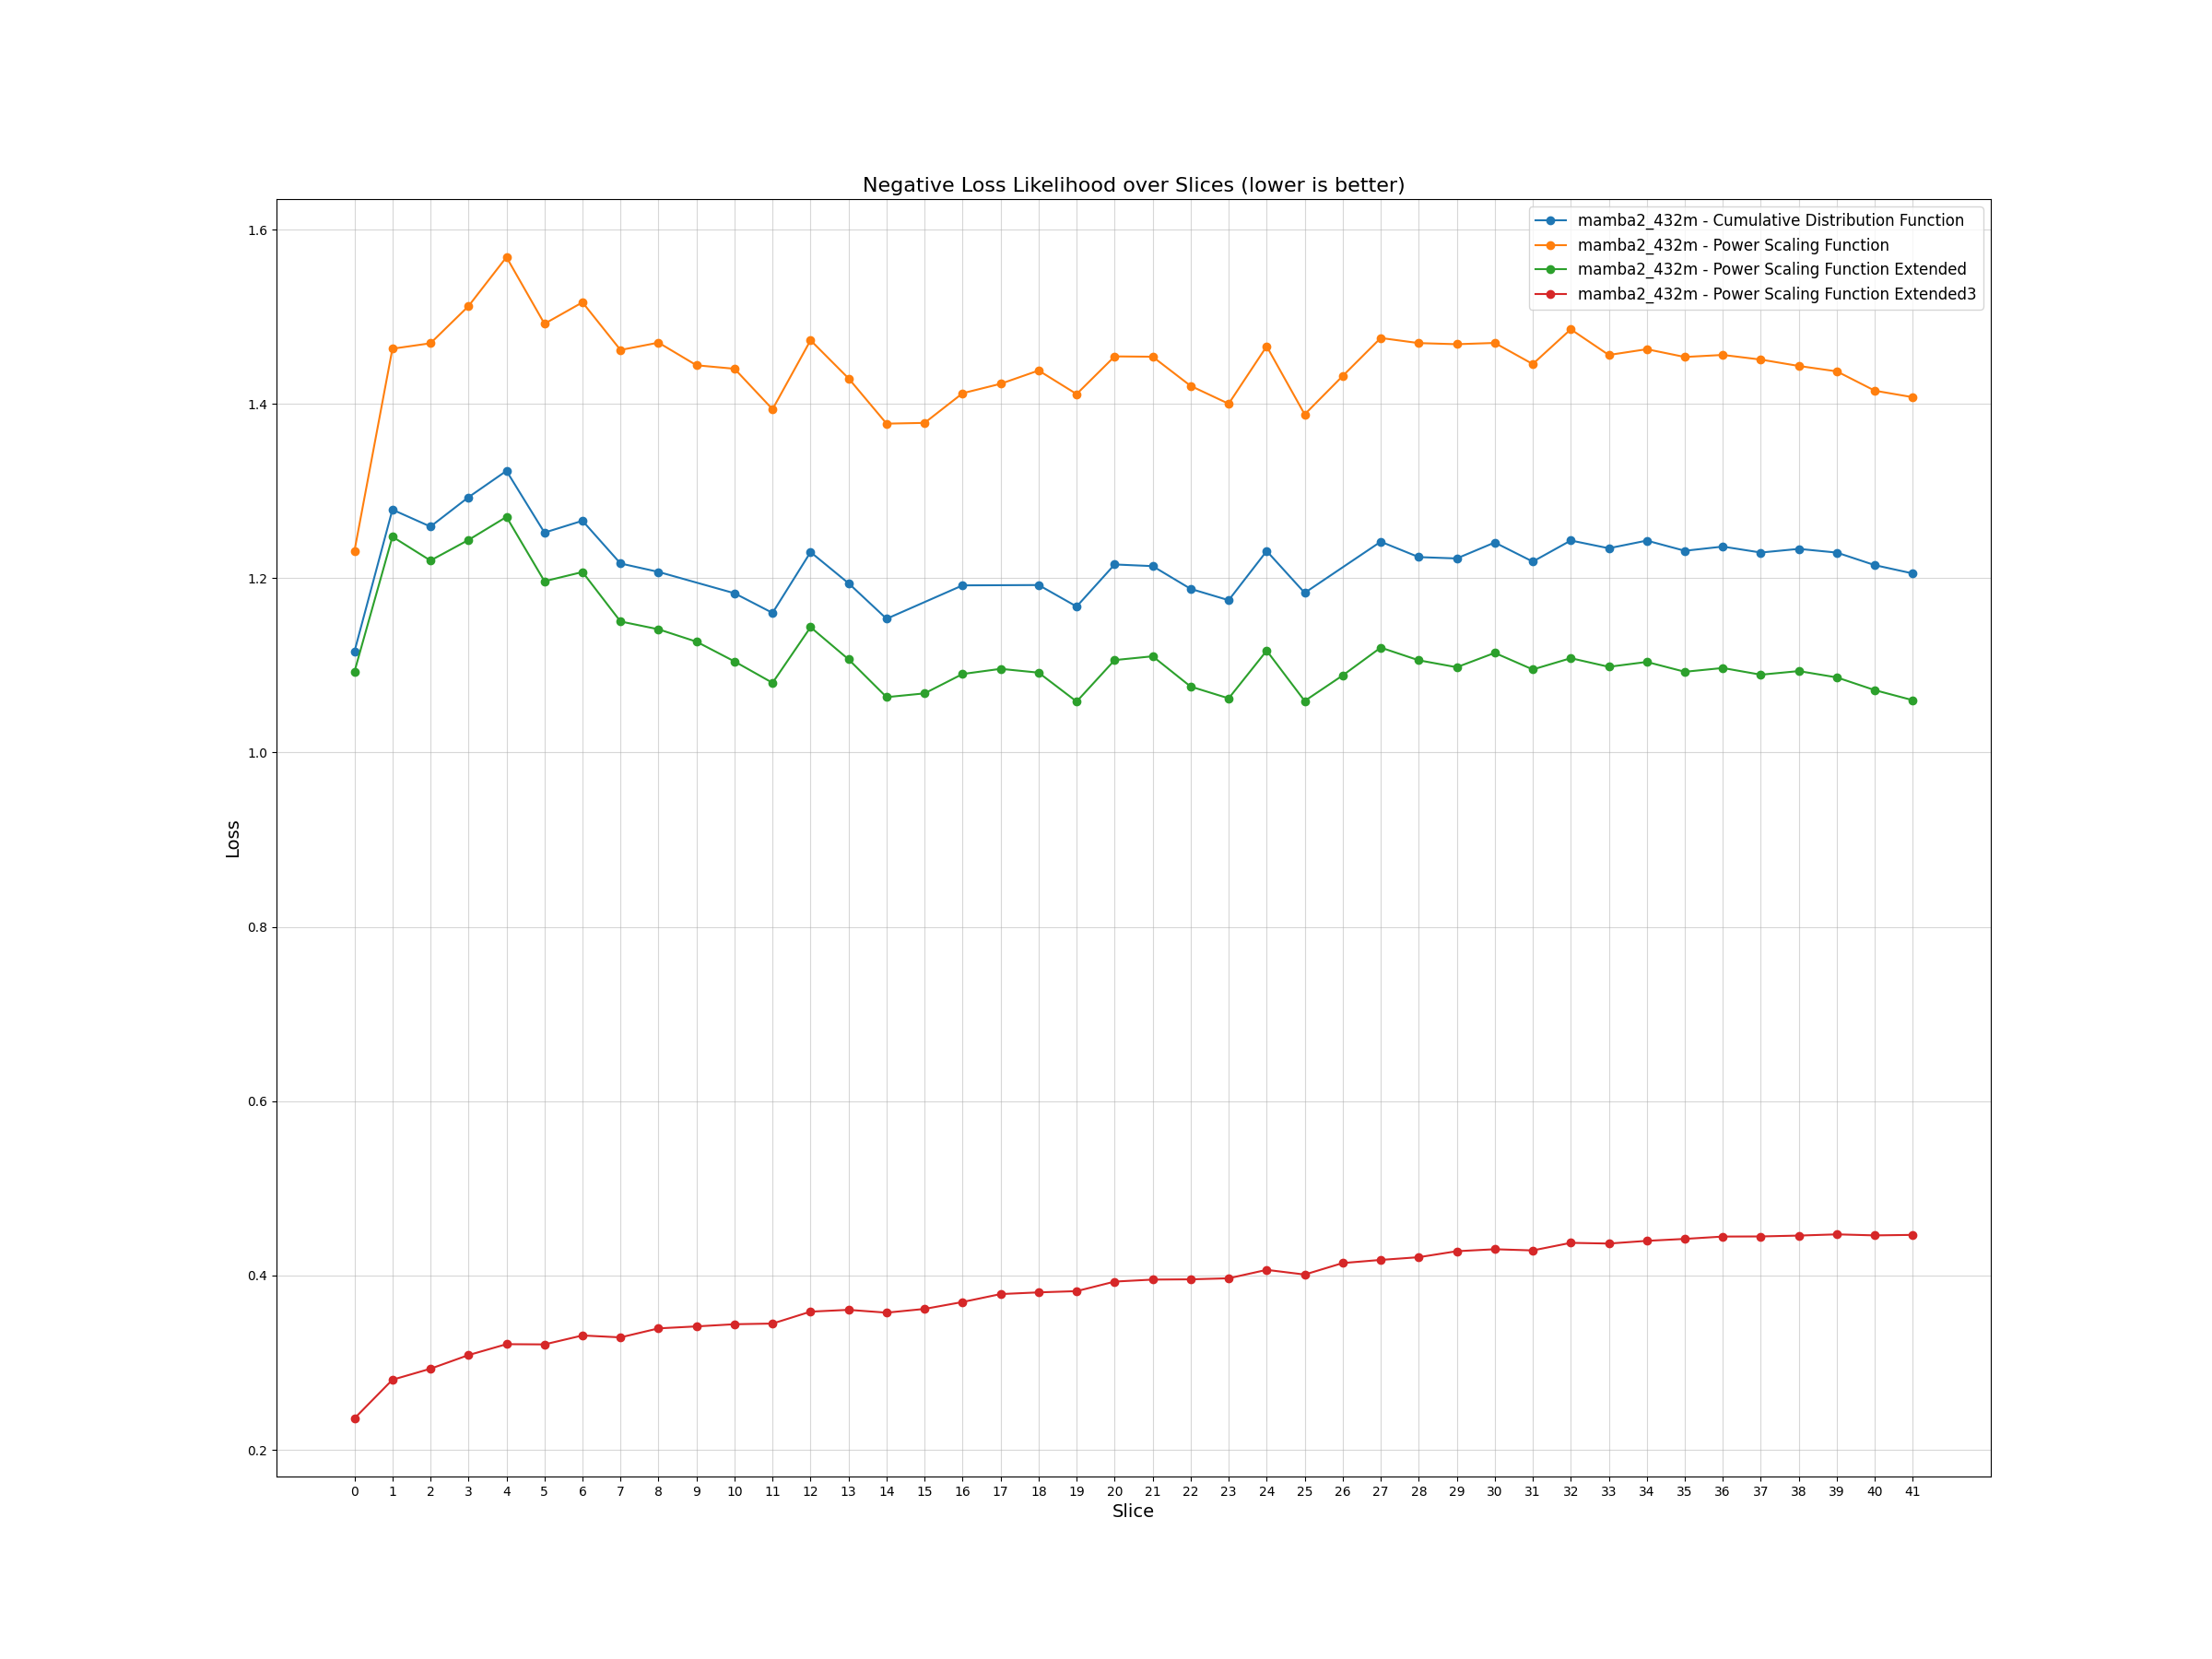 Negative Loss Likelihood over Slices (lower is better)
mamba2_432m - Cumulative Distribution Function
mamba2_432m - Power Scaling Function
mamba2_432m - Power Scaling Function Extended
mamba2_432m - Power Scaling Function Extended3
1.6
1.4
1.2
1.0
0.8
0.6
0.4
0.2
Loss
0 1 2 3 4 5 6 7 8 9 10 11 12 13 14 15 16 17 18 19 20 21 22 23 24 25 26 27 28 29 30 31 32 33 34 35 36 37 38 39 40 41
Slice